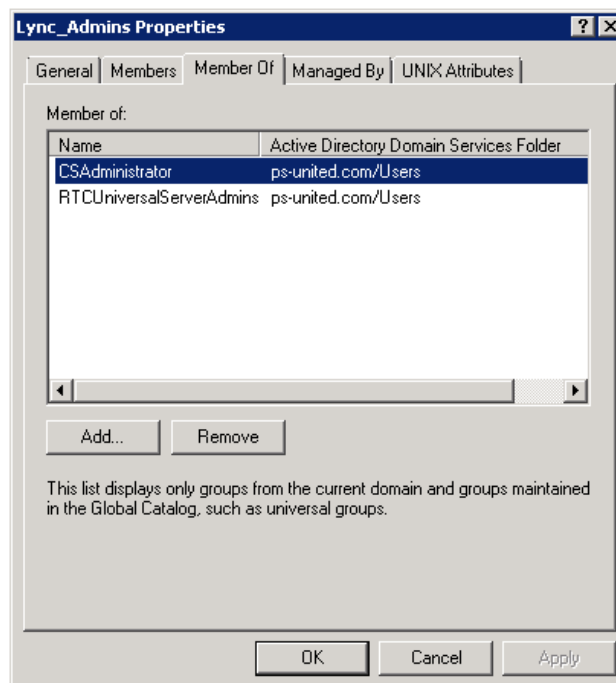 Lync_Admins Properties
General Members Member Of Managed By UNIX Attributes
Member of:
Name Active Directory Domain Services Folder
CSAdministrator ps-united.com/Users
RTCUniversalServerAdmins ps-united.com/Users
Add... Remove
This list displays only groups from the current domain and groups maintained
in the Global Catalog, such as universal groups.
OK Cancel Apply